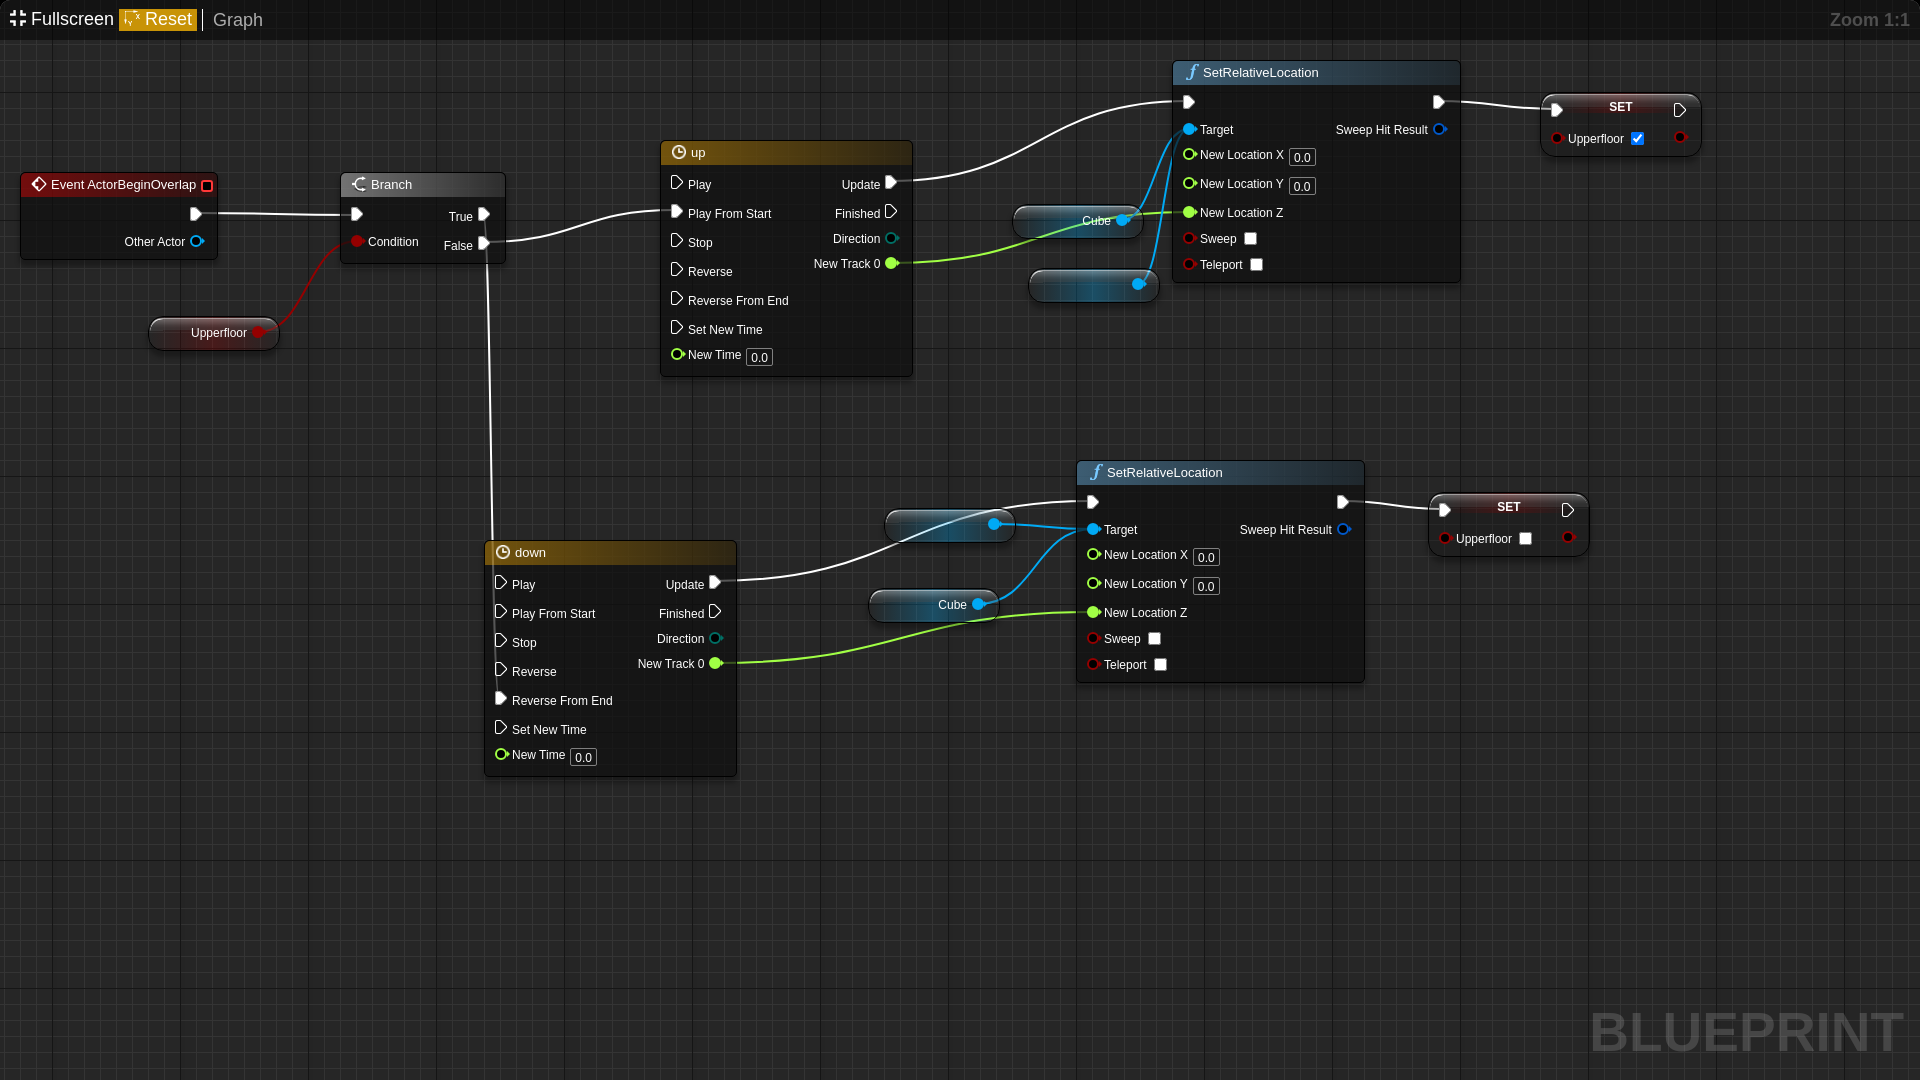 Fullscreen Reset Graph
Zoom 1:1
Event ActorBeginOverlap
Other Actor
Upperfloor
Branch
True
Condition
False
up
Play
Update
Play From Start
Finished
Stop
Direction
Reverse
New Track 0
Reverse From End
Set New Time
New Time 0.0
Cube
SetRelativeLocation
Target
Sweep Hit Result
New Location X 0.0
New Location Y 0.0
New Location Z
Sweep
Teleport
SET
Upperfloor
down
Play
Update
Play From Start
Finished
Stop
Direction
Reverse
New Track 0
Reverse From End
Set New Time
New Time 0.0
Cube
SetRelativeLocation
Target
Sweep Hit Result
New Location X 0.0
New Location Y 0.0
New Location Z
Sweep
Teleport
SET
Upperfloor
BLUEPRINT